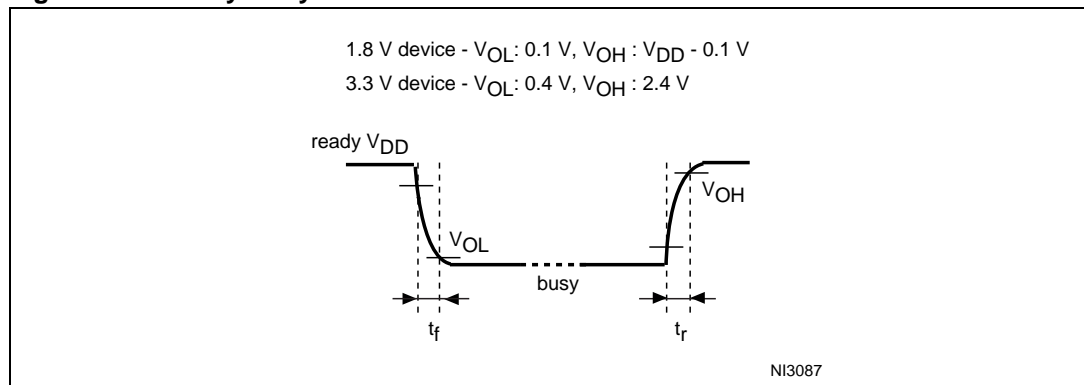 1.8 V device - VOL: 0.1 V, VOH : VDD - 0.1 V
3.3 V device - VOL: 0.4 V, VOH : 2.4 V
ready VDD
VOH
VOL
busy
tf
tr
NI3087